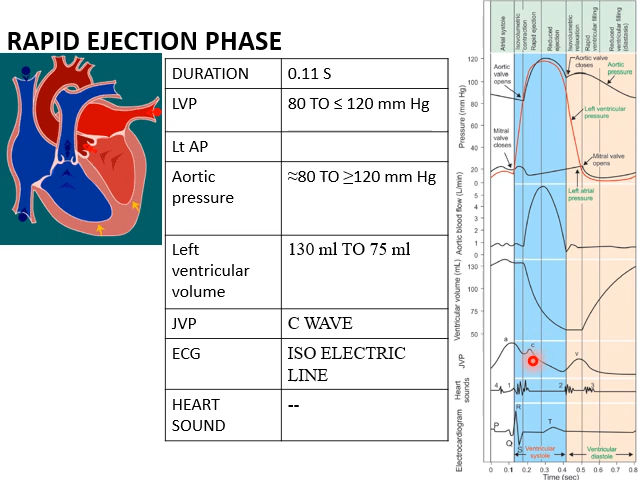 RAPID EJECTION PHASE
DURATION 0.11 S
LVP 80 TO ≤ 120 mm Hg
Lt AP
Aortic pressure ≈80 TO ≥120 mm Hg
Left ventricular volume 130 ml TO 75 ml
JVP C WAVE
ECG ISO ELECTRIC LINE
HEART SOUND --
Atrial systole
Isovolumetric contraction
Rapid ejection
Reduced ejection
Isovolumetric relaxation
Rapid ventricular filling
Reduced ventricular filling (diastasis)
Pressure (mm Hg)
120
100
80
60
40
20
0
Aortic valve opens
Aortic valve closes
Aortic pressure
Left ventricular pressure
Mitral valve closes
Mitral valve opens
Left atrial pressure
Aortic blood flow (L/min)
5
4
3
2
1
0
Ventricular volume (mL)
130
100
75
50
JVP
a
c
v
Heart sounds
4 1 2 3
Electrocardiogram
P
Q
R
S
T
Ventricular systole
Ventricular diastole
0 0.1 0.2 0.3 0.4 0.5 0.6 0.7 0.8
Time (sec)